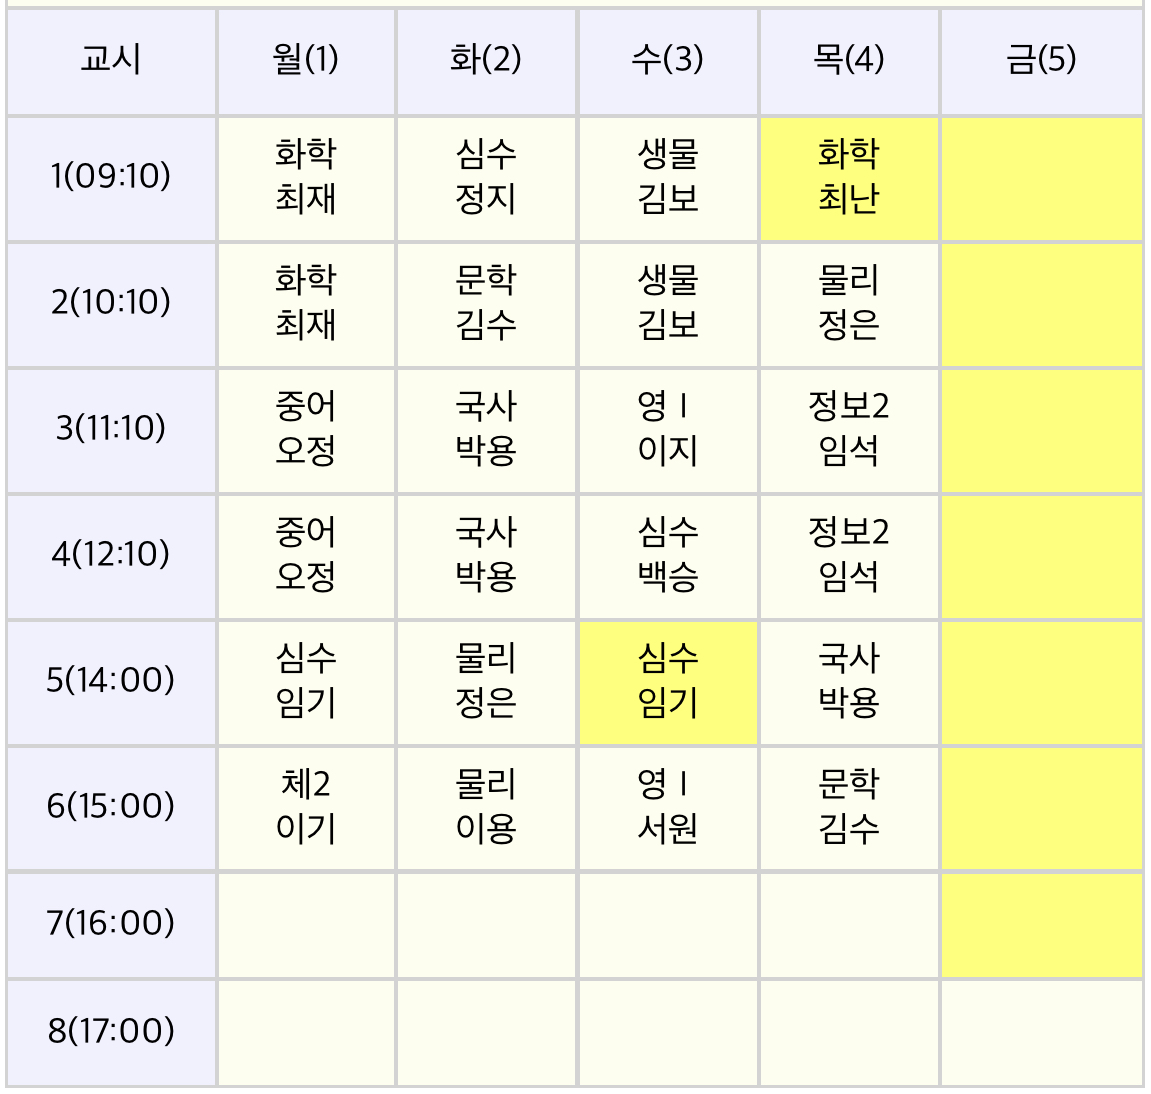 교시 월(1) 화(2) 수(3) 목(4) 금(5)
1(09:10) 화학 심수 생물 화학
최재 정지 김보 최난
2(10:10) 화학 문학 생물 물리
최재 김수 김보 정은
3(11:10) 중어 국사 영Ⅰ 정보2
오정 박용 이지 임석
4(12:10) 중어 국사 심수 정보2
오정 박용 백승 임석
5(14:00) 심수 물리 심수 국사
임기 정은 임기 박용
6(15:00) 체2 물리 영Ⅰ 문학
이기 이용 서원 김수
7(16:00)
8(17:00)